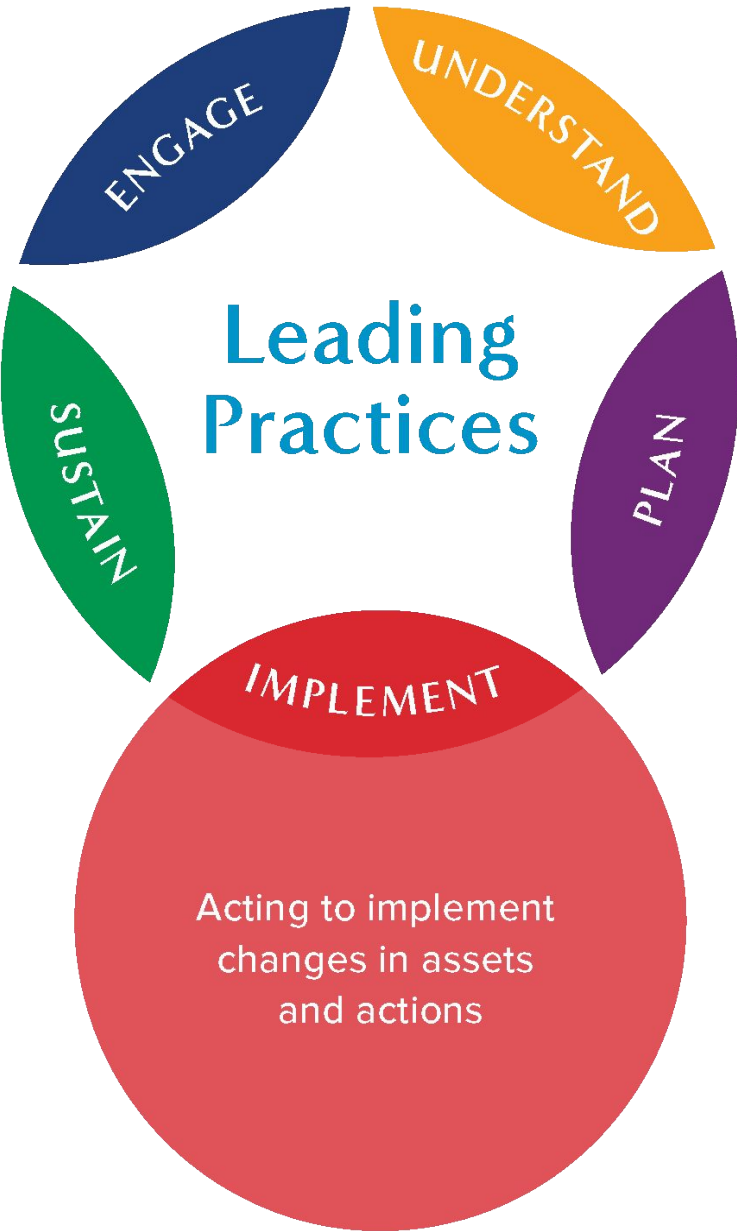 ENGAGE
UNDERSTAND
Leading
Practices
SUSTAIN
PLAN
IMPLEMENT
Acting to implement
changes in assets
and actions